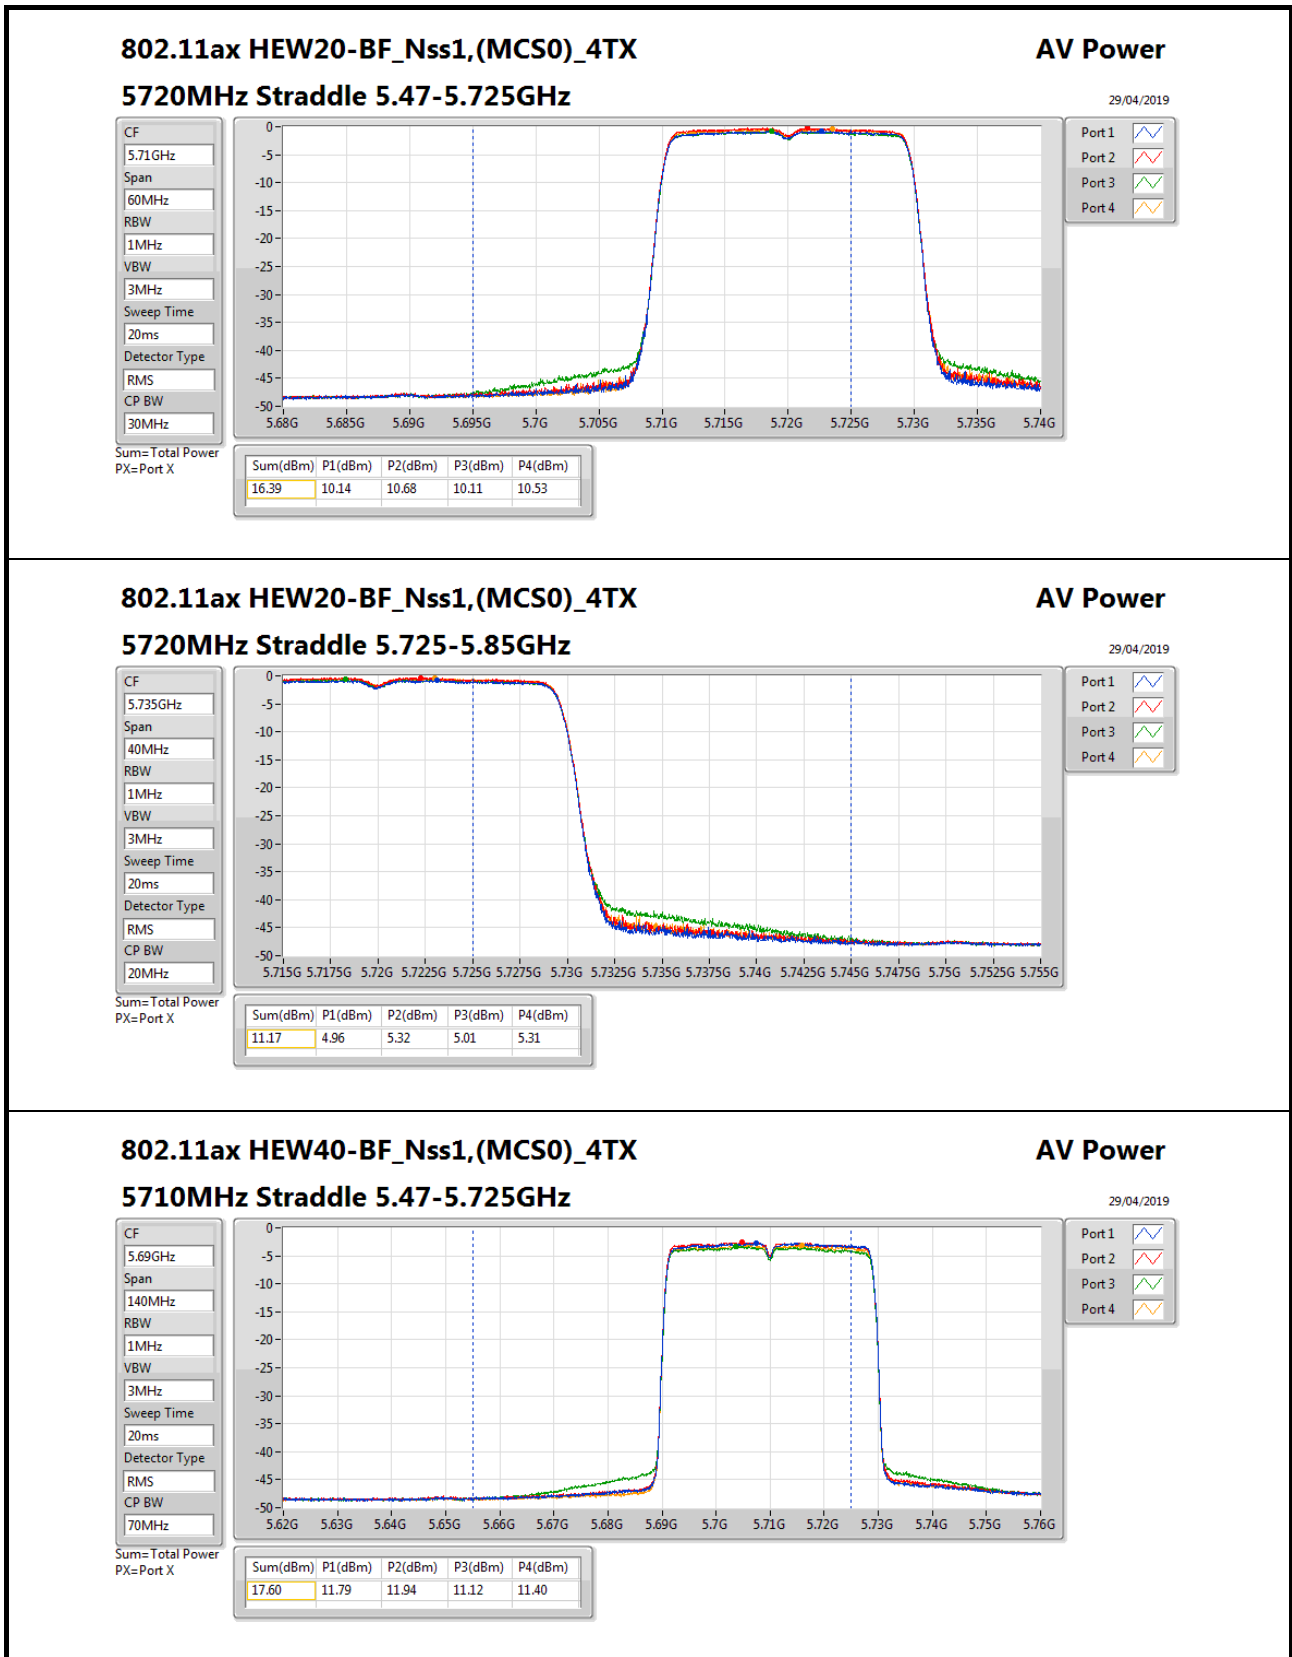 802.11ax HEW20-BF_Nss1,(MCS0)_4TX
AV Power
5720MHz Straddle 5.47-5.725GHz
29/04/2019
CF
5.71GHz
Span
60MHz
RBW
1MHz
VBW
3MHz
Sweep Time
20ms
Detector Type
RMS
CP BW
30MHz
Sum=Total Power
PX=Port X
0
-5
-10
-15
-20
-25
-30
-35
-40
-45
-50
5.68G 5.685G 5.69G 5.695G 5.7G 5.705G 5.71G 5.715G 5.72G 5.725G 5.73G 5.735G 5.74G
Port 1
Port 2
Port 3
Port 4
Sum(dBm) P1(dBm) P2(dBm) P3(dBm) P4(dBm)
16.39 10.14 10.68 10.11 10.53
802.11ax HEW20-BF_Nss1,(MCS0)_4TX
AV Power
5720MHz Straddle 5.725-5.85GHz
29/04/2019
CF
5.735GHz
Span
40MHz
RBW
1MHz
VBW
3MHz
Sweep Time
20ms
Detector Type
RMS
CP BW
20MHz
Sum=Total Power
PX=Port X
0
-5
-10
-15
-20
-25
-30
-35
-40
-45
-50
5.715G 5.7175G 5.72G 5.7225G 5.725G 5.7275G 5.73G 5.7325G 5.735G 5.7375G 5.74G 5.7425G 5.745G 5.7475G 5.75G 5.7525G 5.755G
Port 1
Port 2
Port 3
Port 4
Sum(dBm) P1(dBm) P2(dBm) P3(dBm) P4(dBm)
11.17 4.96 5.32 5.01 5.31
802.11ax HEW40-BF_Nss1,(MCS0)_4TX
AV Power
5710MHz Straddle 5.47-5.725GHz
29/04/2019
CF
5.69GHz
Span
140MHz
RBW
1MHz
VBW
3MHz
Sweep Time
20ms
Detector Type
RMS
CP BW
70MHz
Sum=Total Power
PX=Port X
0
-5
-10
-15
-20
-25
-30
-35
-40
-45
-50
5.62G 5.63G 5.64G 5.65G 5.66G 5.67G 5.68G 5.69G 5.7G 5.71G 5.72G 5.73G 5.74G 5.75G 5.76G
Port 1
Port 2
Port 3
Port 4
Sum(dBm) P1(dBm) P2(dBm) P3(dBm) P4(dBm)
17.60 11.79 11.94 11.12 11.40